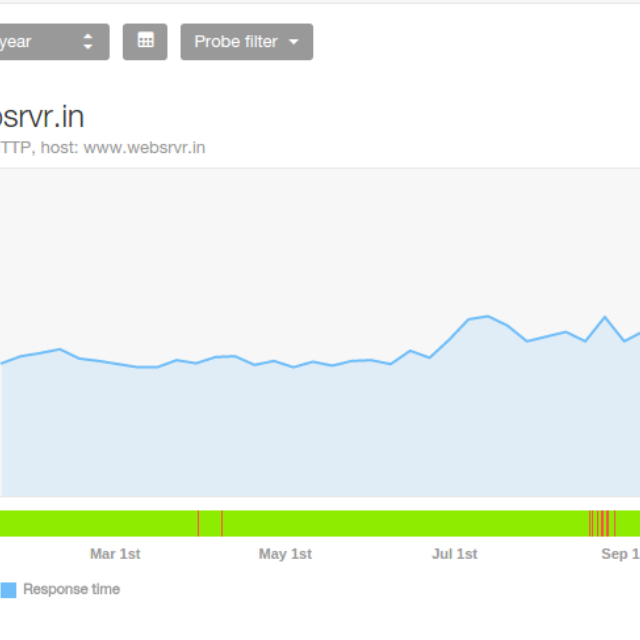 year
Probe filter
osrvr.in
TTP, host: www.websrvr.in
Mar 1st
May 1st
Jul 1st
Sep 1
Response time